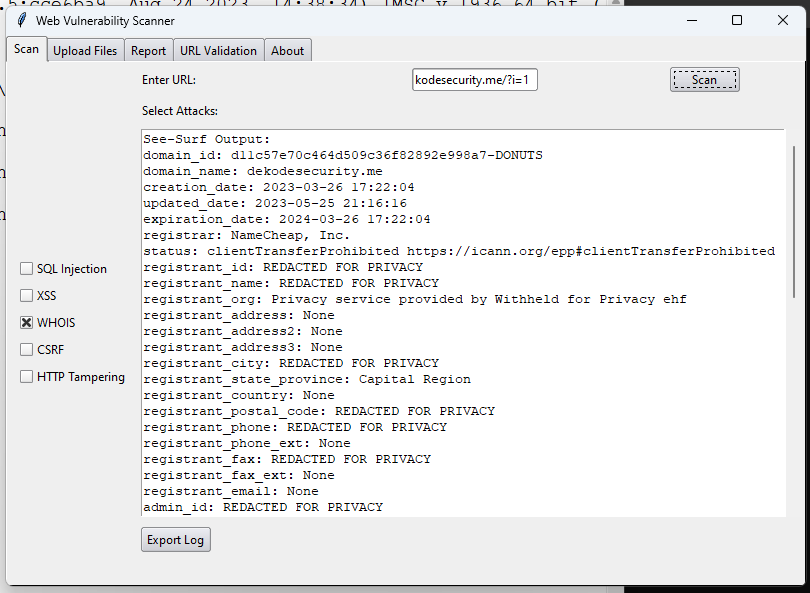 Aug 24 2023, 14:38:34) [MSC v.1936 64 bit (
Web Vulnerability Scanner
Scan Upload Files Report URL Validation About
Enter URL: kodesecurity.me/?i=1 Scan
Select Attacks:
See-Surf Output:
domain_id: d11c57e70c464d509c36f82892e998a7-DONUTS
domain_name: dekodesecurity.me
creation_date: 2023-03-26 17:22:04
updated_date: 2023-05-25 21:16:16
expiration_date: 2024-03-26 17:22:04
registrar: NameCheap, Inc.
status: clientTransferProhibited https://icann.org/epp#clientTransferProhibited
registrant_id: REDACTED FOR PRIVACY
registrant_name: REDACTED FOR PRIVACY
registrant_org: Privacy service provided by Withheld for Privacy ehf
registrant_address: None
registrant_address2: None
registrant_address3: None
registrant_city: REDACTED FOR PRIVACY
registrant_state_province: Capital Region
registrant_country: None
registrant_postal_code: REDACTED FOR PRIVACY
registrant_phone: REDACTED FOR PRIVACY
registrant_phone_ext: None
registrant_fax: REDACTED FOR PRIVACY
registrant_fax_ext: None
registrant_email: None
admin_id: REDACTED FOR PRIVACY
SQL Injection
XSS
WHOIS
CSRF
HTTP Tampering
Export Log